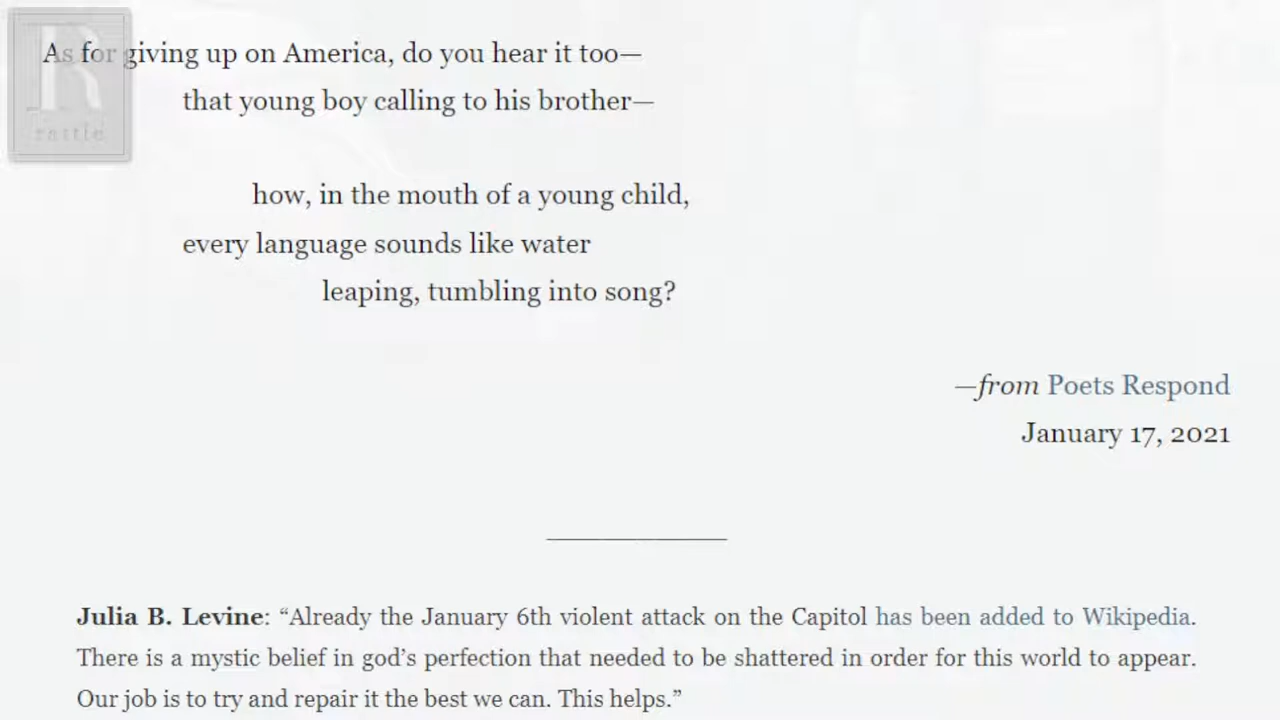 As for giving up on America, do you hear it too—
that young boy calling to his brother—
how, in the mouth of a young child,
every language sounds like water
leaping, tumbling into song?
—from Poets Respond
January 17, 2021
Julia B. Levine: “Already the January 6th violent attack on the Capitol has been added to Wikipedia.
There is a mystic belief in god’s perfection that needed to be shattered in order for this world to appear.
Our job is to try and repair it the best we can. This helps.”
R
rattle